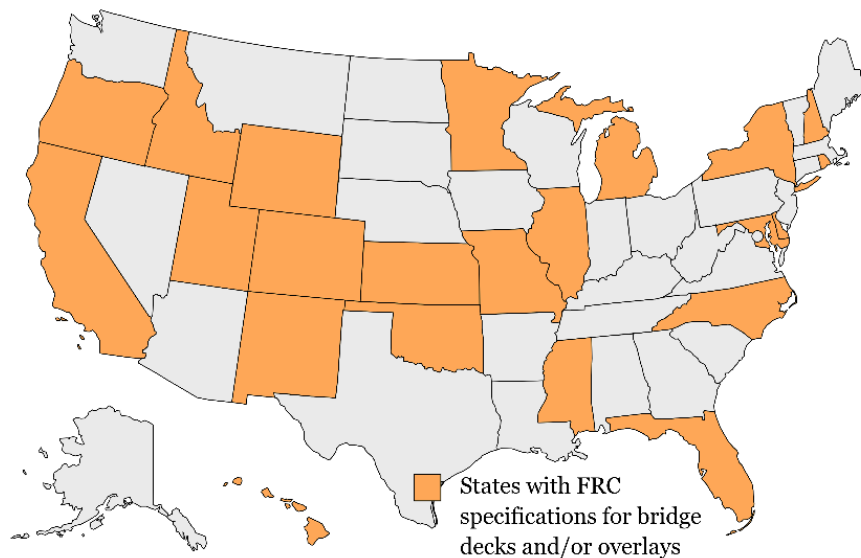 States with FRC
specifications for bridge
decks and/or overlays